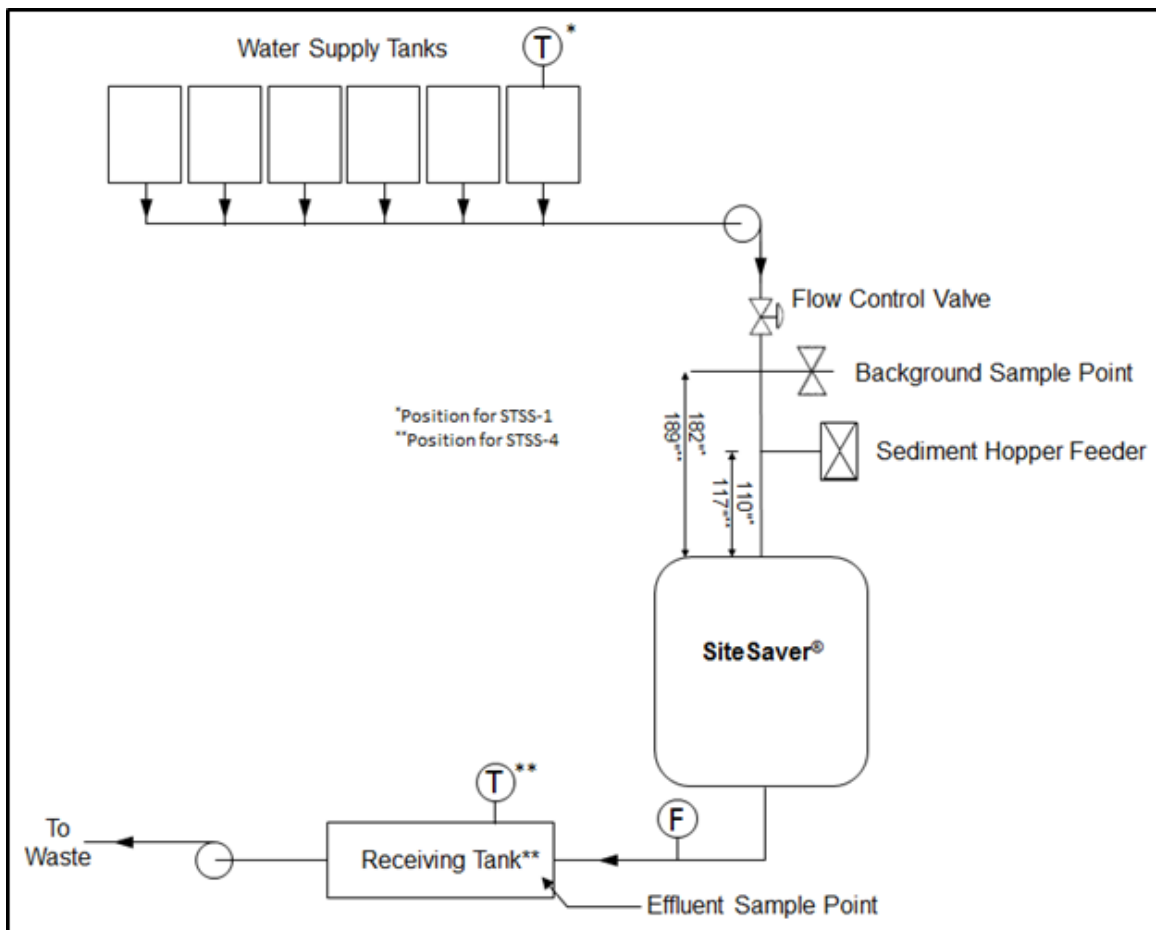 Water Supply Tanks
T*
Flow Control Valve
Background Sample Point
*Position for STSS-1
**Position for STSS-4
182"*
189"**
Sediment Hopper Feeder
110"*
117"**
SiteSaver®
T**
F
To
Waste
Receiving Tank**
Effluent Sample Point